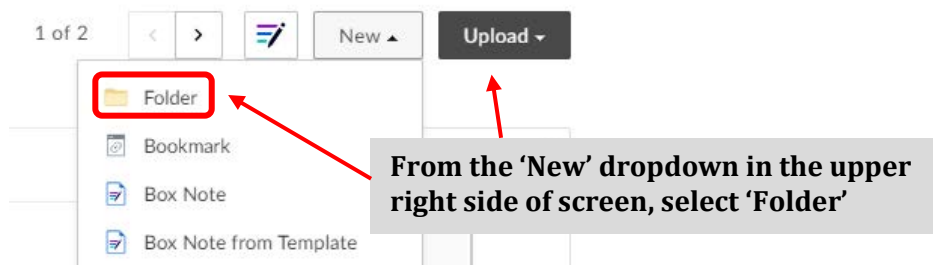 1 of 2 New Upload
Folder
Bookmark
Box Note
Box Note from Template
From the ‘New’ dropdown in the upper
right side of screen, select ‘Folder’